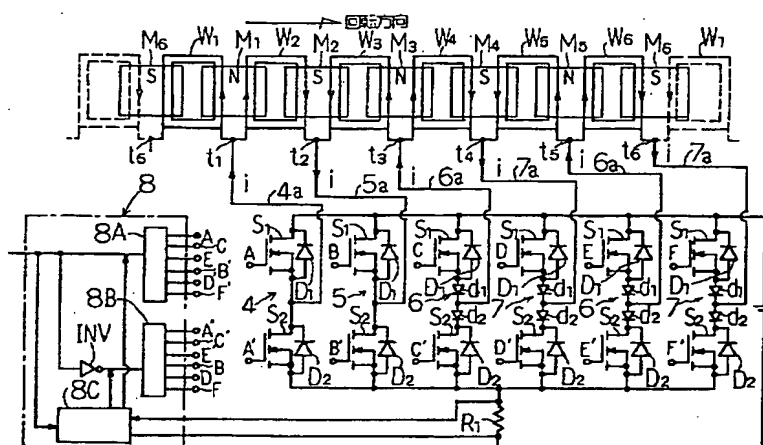 回転方向
M6 W1 M1 W2 M2 W3 M3 W4 M4 W5 M5 W6 M6 W1
S N S N S N S
t6 t1 t2 t3 t4 t5 t6
i i i i i i i
4a 5a 6a 7a 6a 7a
8
8A
A
C
E
B'
D'
F'
8B
A'
C'
E'
B
D
F
INV
8C
S1 S1 S1 S1 S1 S1
A B C D E F
D1 D1 D1 D1 D1 D1
d1 d1 d1 d1
4 5 6 7 6 7
d2 d2 d2 d2
S2 S2 S2 S2 S2 S2
A' B' C' D' E' F'
D2 D2 D2 D2 D2 D2
R1